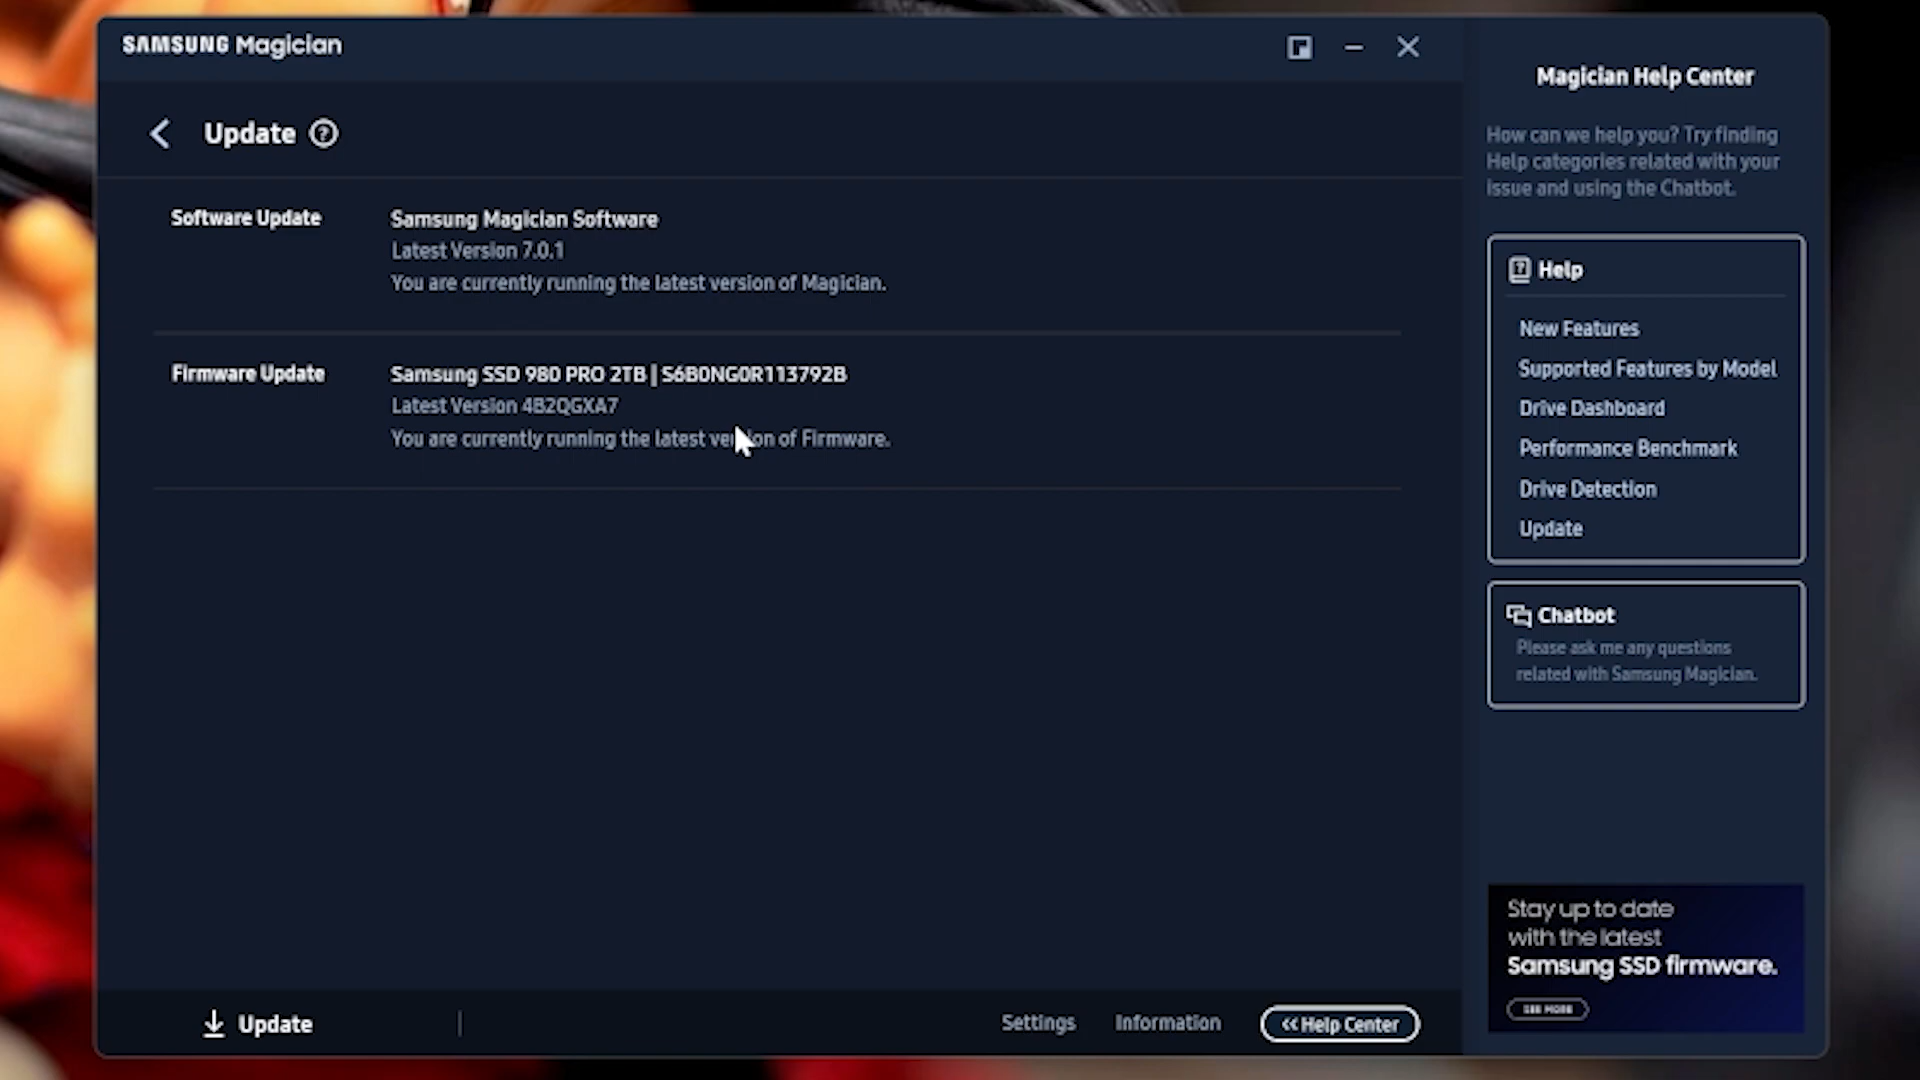 SAMSUNG Magician
Update
Software Update
Samsung Magician Software
Latest Version 7.0.1
You are currently running the latest version of Magician.
Firmware Update
Samsung SSD 980 PRO 2TB | S6B0NG0R113792B
Latest Version 4B2QGXA7
You are currently running the latest version of Firmware.
Update
Settings
Information
<< Help Center
Magician Help Center
How can we help you? Try finding
Help categories related with your
issue and using the Chatbot.
Help
New Features
Supported Features by Model
Drive Dashboard
Performance Benchmark
Drive Detection
Update
Chatbot
Please ask me any questions
related with Samsung Magician.
Stay up to date
with the latest
Samsung SSD firmware.
SEE MORE